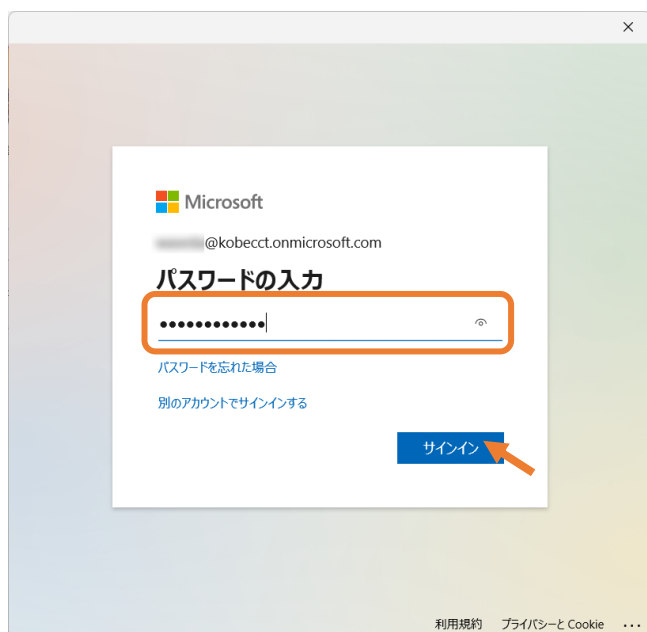 Microsoft
@kobecct.onmicrosoft.com
パスワードの入力
●●●●●●●●●●●●
パスワードを忘れた場合
別のアカウントでサインインする
サインイン
利用規約 プライバシーと Cookie ...